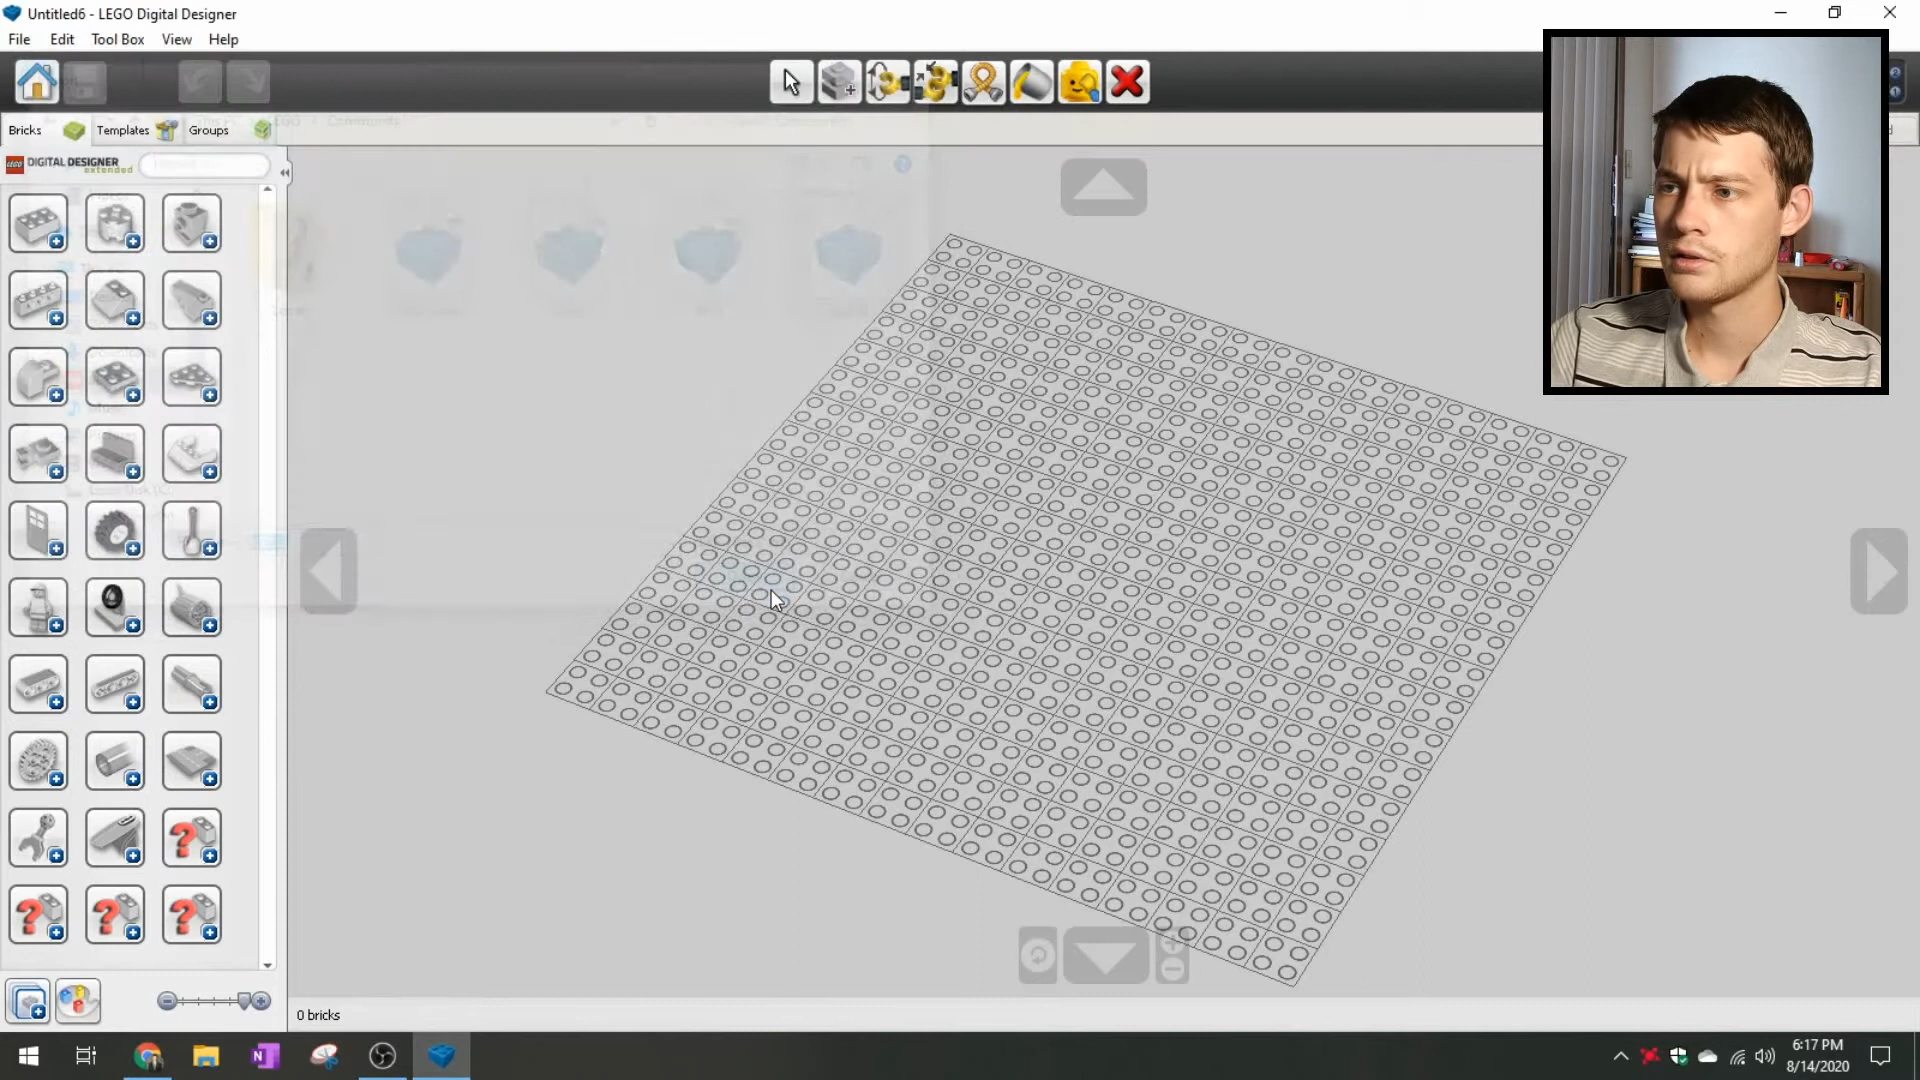 Untitled6 - LEGO Digital Designer
File Edit Tool Box View Help
Bricks Templates Groups
LEGO DIGITAL DESIGNER
extended
0 bricks
6:17 PM
8/14/2020